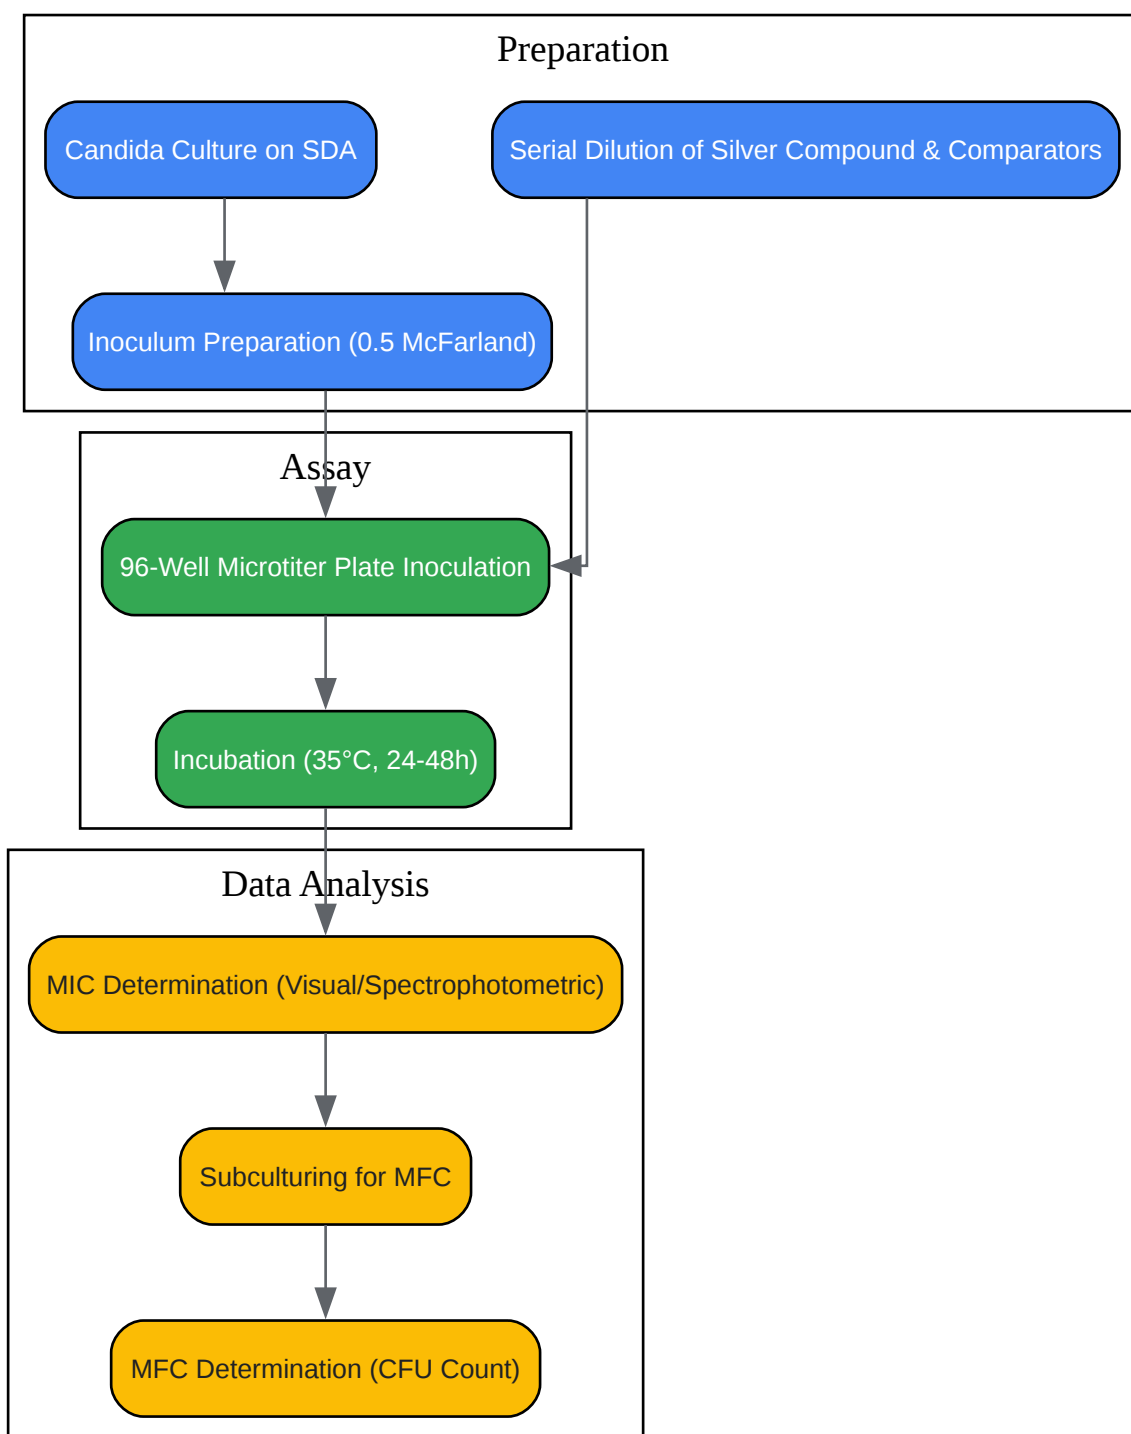 Preparation
Candida Culture on SDA
Serial Dilution of Silver Compound & Comparators
Inoculum Preparation (0.5 McFarland)
Assay
96-Well Microtiter Plate Inoculation
Incubation (35°C, 24-48h)
Data Analysis
MIC Determination (Visual/Spectrophotometric)
Subculturing for MFC
MFC Determination (CFU Count)